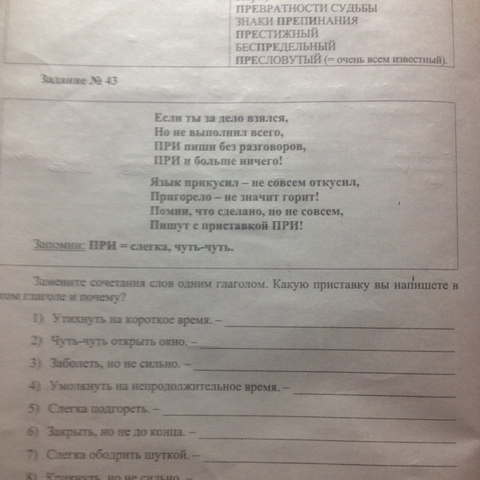 ПРЕВРАТНОСТИ СУДЬБЫ
ЗНАКИ ПРЕПИНАНИЯ
ПРЕСТИЖНЫЙ
БЕСПРЕДЕЛЬНЫЙ
ПРЕСЛОВУТЫЙ (= очень всем известный).
Задание № 43
Если ты за дело взялся,
Но не выполнил всего,
ПРИ пиши без разговоров,
ПРИ и больше ничего!
Язык прикусил – не совсем откусил,
Пригорело – не значит горит!
Помни, что сделано, но не совсем,
Пишут с приставкой ПРИ!
Запомни: ПРИ = слегка, чуть-чуть.
Замените сочетания слов одним глаголом. Какую приставку вы напишете в
глаголе и почему?
1) Утихнуть на короткое время. –
2) Чуть-чуть открыть окно. –
3) Заболеть, но не сильно. –
4) Умолкнуть на непродолжительное время. –
5) Слегка подгореть. –
6) Закрыть, но не до конца. –
7) Слегка ободрить шуткой. –
8) Крикнуть, но не сильно. –